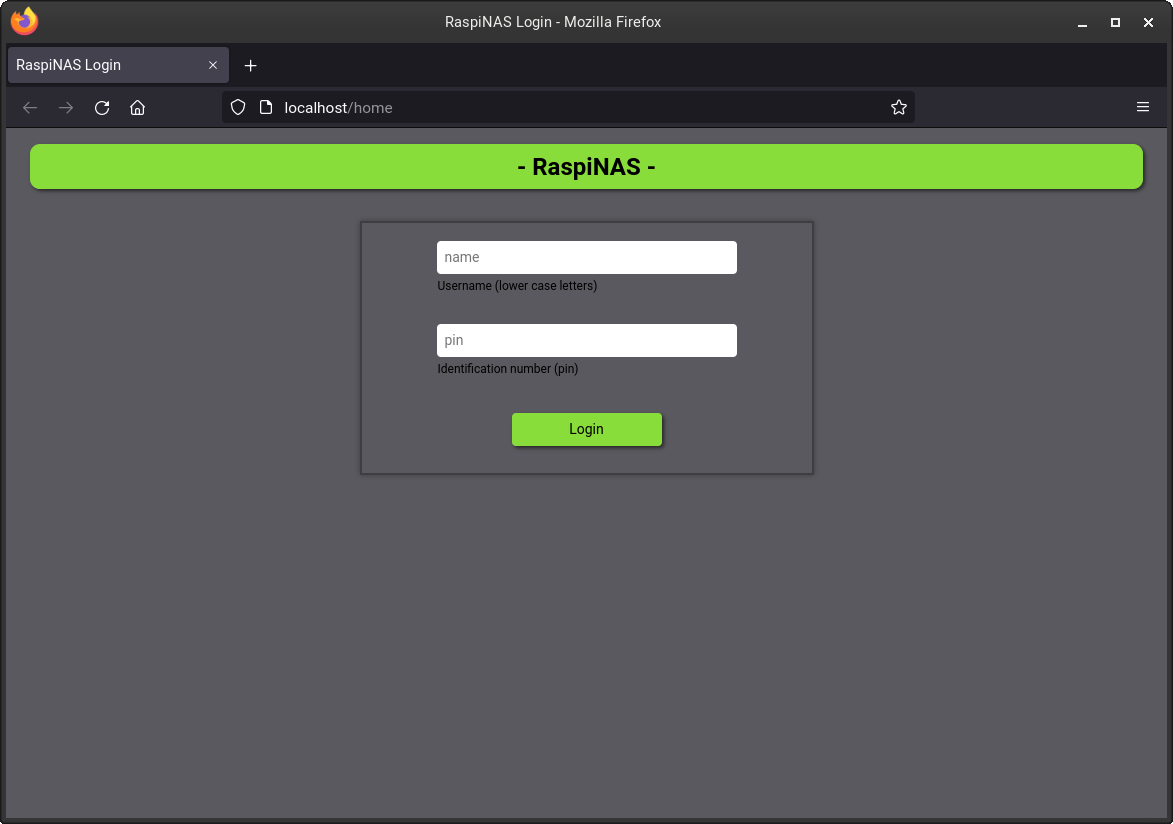 RaspiNAS Login - Mozilla Firefox
RaspiNAS Login
localhost/home
- RaspiNAS -
name
Username (lower case letters)
pin
Identification number (pin)
Login